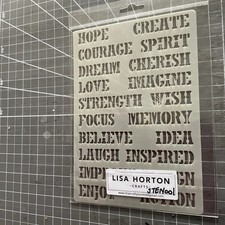 HOPE CREATE
COURAGE SPIRIT
DREAM CHERISH
LOVE IMAGINE
STRENGTH WISH
FOCUS MEMORY
BELIEVE IDEA
LAUGH INSPIRED
LISA HORTON
CRAFTS
ENJOY